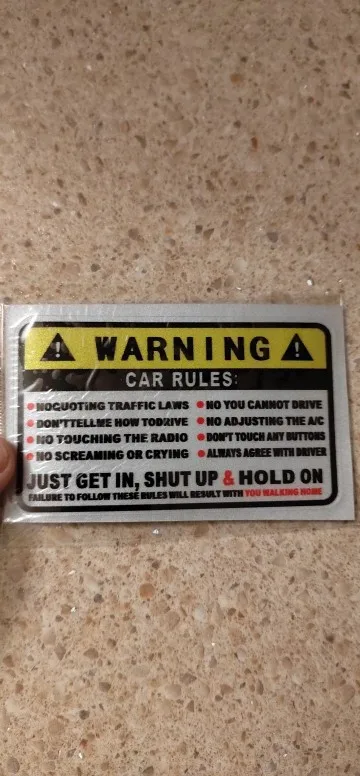 WARNING
CAR RULES:
NOQUOTING TRAFFIC LAWS
DON'TTELLME HOW TODRIVE
NO TOUCHING THE RADIO
NO SCREAMING OR CRYING
NO YOU CANNOT DRIVE
NO ADJUSTING THE A/C
DON'T TOUCH ANY BUTTONS
ALWAYS AGREE WITH DRIVER
JUST GET IN, SHUT UP & HOLD ON
FAILURE TO FOLLOW THESE RULES WILL RESULT WITH YOU WALKING HOME